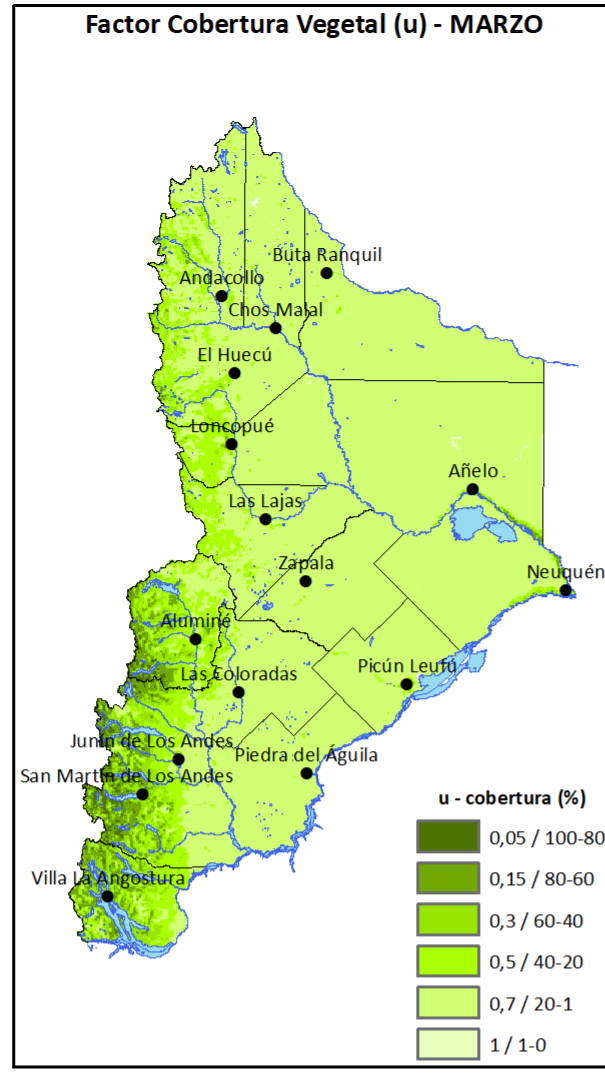 Factor Cobertura Vegetal (u) - MARZO
Buta Ranquil
Andacollo
Chos Malal
El Huecú
Loncopué
Añelo
Las Lajas
Zapala
Neuquén
Aluminé
Las Coloradas
Picún Leufú
Junín de Los Andes
Piedra del Águila
San Martín de Los Andes
u - cobertura (%)
0,05 / 100-80
0,15 / 80-60
Villa La Angostura
0,3 / 60-40
0,5 / 40-20
0,7 / 20-1
1 / 1-0